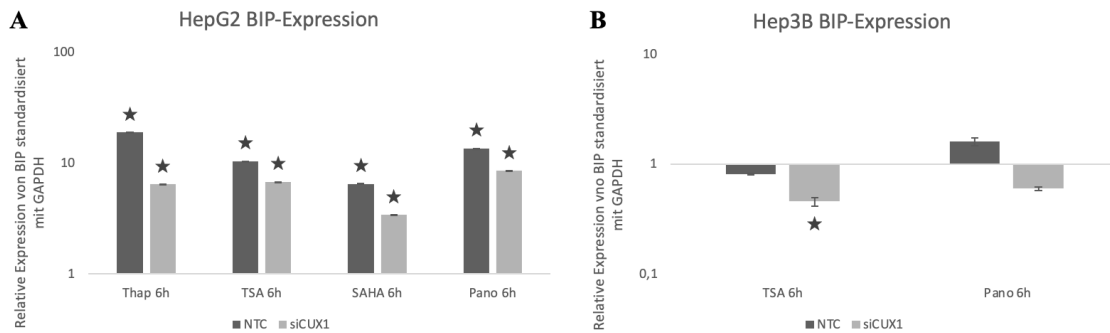 A
HepG2 BIP-Expression
Relative Expression von BIP standardisiert
mit GAPDH
100
10
1
Thap 6h
TSA 6h
SAHA 6h
Pano 6h
NTC
siCUX1
B
Hep3B BIP-Expression
Relative Expression vno BIP standardisiert
mit GAPDH
10
1
0,1
TSA 6h
Pano 6h
NTC
siCUX1